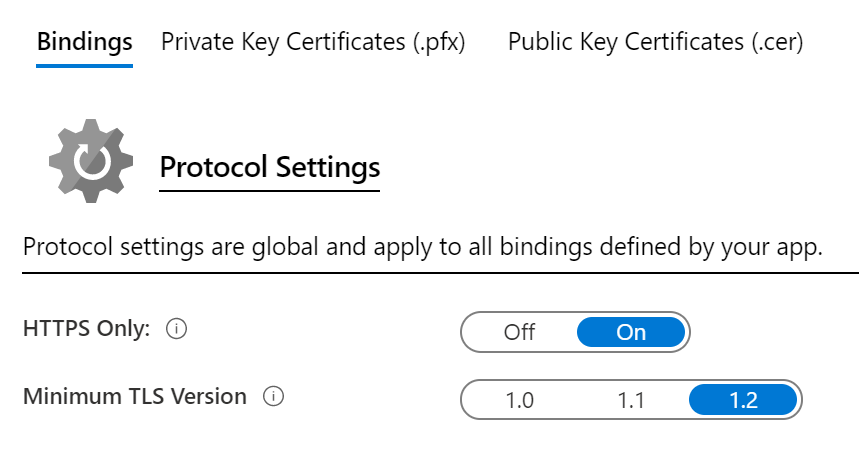 Bindings Private Key Certificates (.pfx) Public Key Certificates (.cer)
Protocol Settings
Protocol settings are global and apply to all bindings defined by your app.
HTTPS Only: Off On
Minimum TLS Version 1.0 1.1 1.2